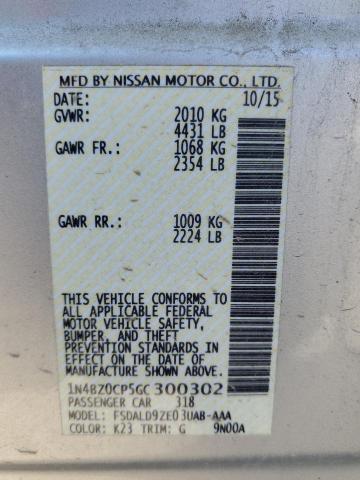 MFD BY NISSAN MOTOR CO., LTD.
DATE: 10/15
GVWR: 2010 KG
4431 LB
GAWR FR.: 1068 KG
2354 LB
GAWR RR.: 1009 KG
2224 LB
THIS VEHICLE CONFORMS TO
ALL APPLICABLE FEDERAL
MOTOR VEHICLE SAFETY,
BUMPER, AND THEFT
PREVENTION STANDARDS
IN EFFECT ON THE DATE OF
MANUFACTURE SHOWN ABOVE.
1N4BZ0CP5GC300302
PASSENGER CAR 318
MODEL: FSDALD9ZE03UAB-AAA
COLOR: K23 TRIM: G 9N00A